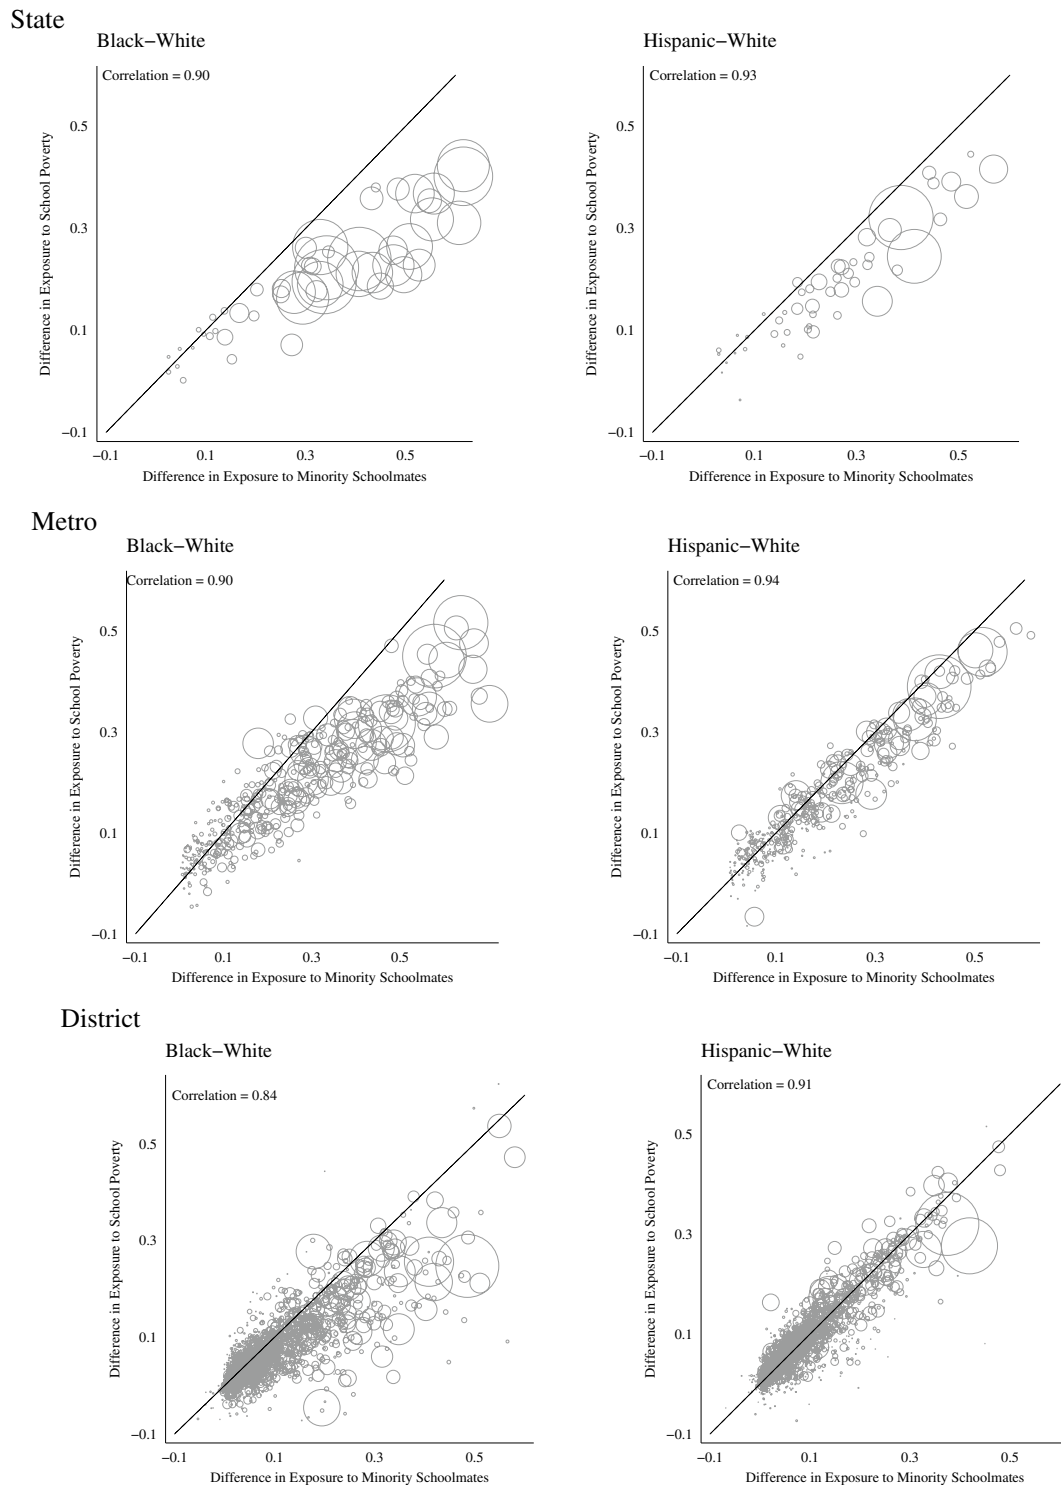 State
Black−White
Hispanic−White
Correlation = 0.90
Correlation = 0.93
Difference in Exposure to School Poverty
0.5
0.3
0.1
−0.1
−0.1 0.1 0.3 0.5
Difference in Exposure to Minority Schoolmates
Difference in Exposure to School Poverty
0.5
0.3
0.1
−0.1
−0.1 0.1 0.3 0.5
Difference in Exposure to Minority Schoolmates
Metro
Black−White
Hispanic−White
Correlation = 0.90
Correlation = 0.94
Difference in Exposure to School Poverty
0.5
0.3
0.1
−0.1
−0.1 0.1 0.3 0.5
Difference in Exposure to Minority Schoolmates
Difference in Exposure to School Poverty
0.5
0.3
0.1
−0.1
−0.1 0.1 0.3 0.5
Difference in Exposure to Minority Schoolmates
District
Black−White
Hispanic−White
Correlation = 0.84
Correlation = 0.91
Difference in Exposure to School Poverty
0.5
0.3
0.1
−0.1
−0.1 0.1 0.3 0.5
Difference in Exposure to Minority Schoolmates
Difference in Exposure to School Poverty
0.5
0.3
0.1
−0.1
−0.1 0.1 0.3 0.5
Difference in Exposure to Minority Schoolmates